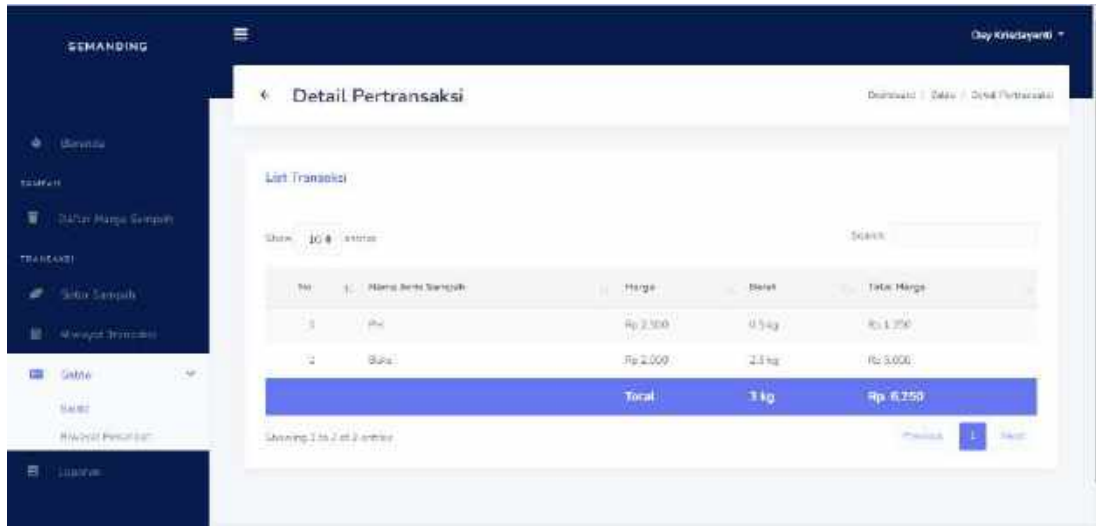 SEMANDING
Day Krisdayanti
Detail Pertransaksi
Dashboard / Saldo / Detail Pertransaksi
Beranda
SAMPAH
Daftar Harga Sampah
TRANSAKSI
Setor Sampah
Riwayat Transaksi
Saldo
Saldo
Riwayat Penarikan
Laporan
List Transaksi
Show 10 entries
Search:
No Nama Jenis Sampah Harga Berat Total Harga
1 Rp 2.500 0.5 kg Rp 1.250
2 Buku Rp 2.000 2.5 kg Rp 5.000
Total 3 kg Rp 6,250
Showing 1 to 2 of 2 entries
Previous 1 Next